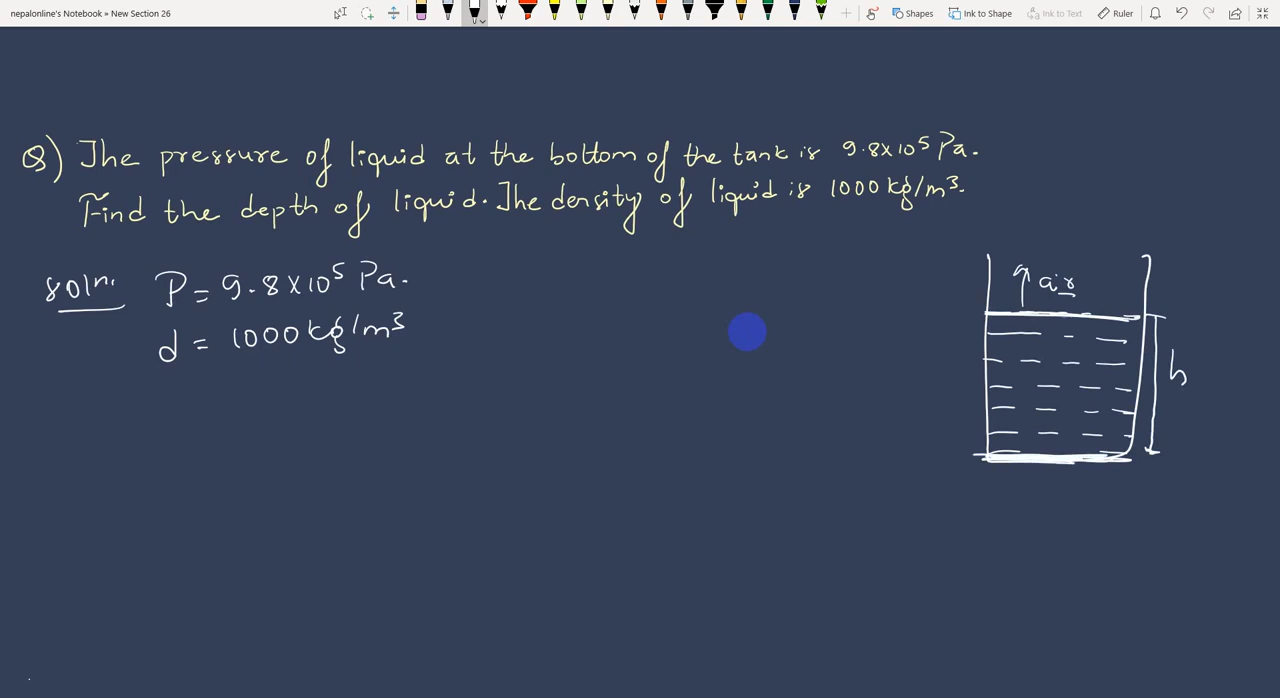 nepalonline's Notebook » New Section 26
Shapes Ink to Shape Ink to Text Ruler
Q) The pressure of liquid at the bottom of the tank is 9.8x10⁵ Pa.
Find the depth of liquid. The density of liquid is 1000 kg/m³.
soln. P = 9.8x10⁵ Pa.
d = 1000 kg/m³
air
h